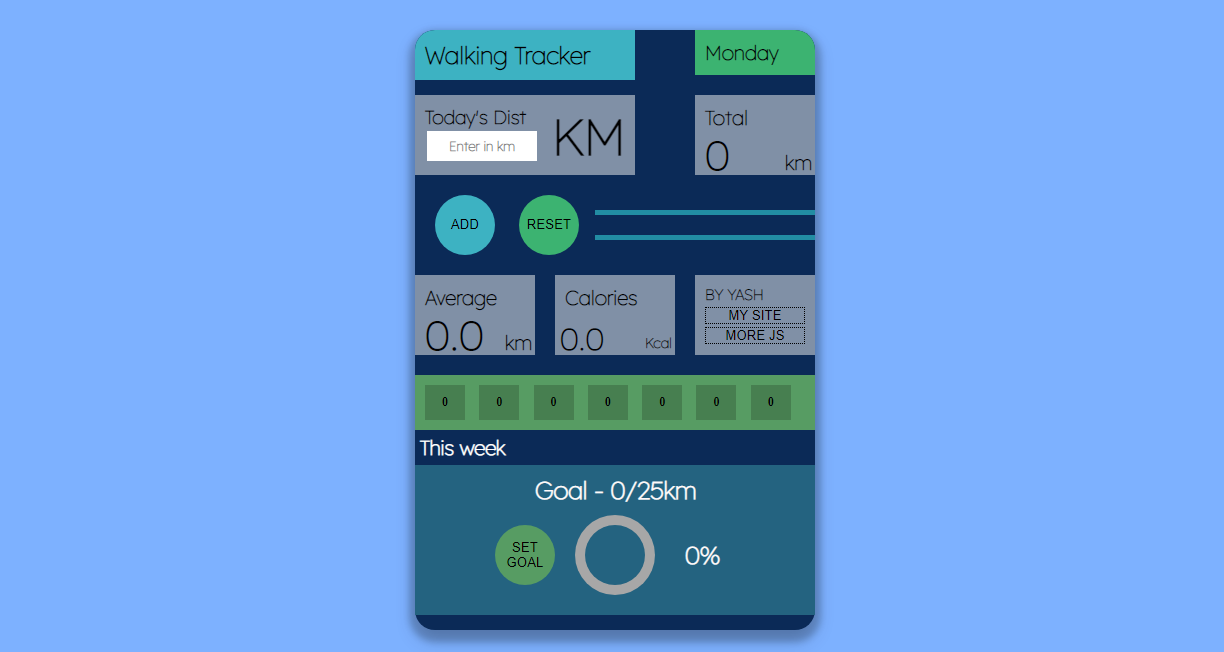 Walking Tracker
Monday
Today's Dist
Enter in km
KM
Total
0 km
ADD
RESET
Average
0.0 km
Calories
0.0 Kcal
BY YASH
MY SITE
MORE JS
0 0 0 0 0 0 0
This week
Goal - 0/25km
SET
GOAL
0%